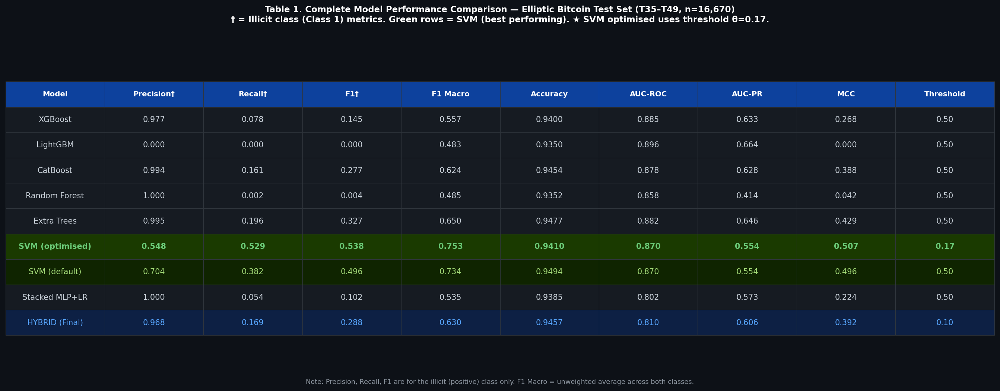 Table 1. Complete Model Performance Comparison — Elliptic Bitcoin Test Set (T35–T49, n=16,670)
† = Illicit class (Class 1) metrics. Green rows = SVM (best performing). ★ SVM optimised uses threshold θ=0.17.
Model Precision† Recall† F1† F1 Macro Accuracy AUC-ROC AUC-PR MCC Threshold
XGBoost 0.977 0.078 0.145 0.557 0.9400 0.885 0.633 0.268 0.50
LightGBM 0.000 0.000 0.000 0.483 0.9350 0.896 0.664 0.000 0.50
CatBoost 0.994 0.161 0.277 0.624 0.9454 0.878 0.628 0.388 0.50
Random Forest 1.000 0.002 0.004 0.485 0.9352 0.858 0.414 0.042 0.50
Extra Trees 0.995 0.196 0.327 0.650 0.9477 0.882 0.646 0.429 0.50
SVM (optimised) 0.548 0.529 0.538 0.753 0.9410 0.870 0.554 0.507 0.17
SVM (default) 0.704 0.382 0.496 0.734 0.9494 0.870 0.554 0.496 0.50
Stacked MLP+LR 1.000 0.054 0.102 0.535 0.9385 0.802 0.573 0.224 0.50
HYBRID (Final) 0.968 0.169 0.288 0.630 0.9457 0.810 0.606 0.392 0.10
Note: Precision, Recall, F1 are for the illicit (positive) class only. F1 Macro = unweighted average across both classes.